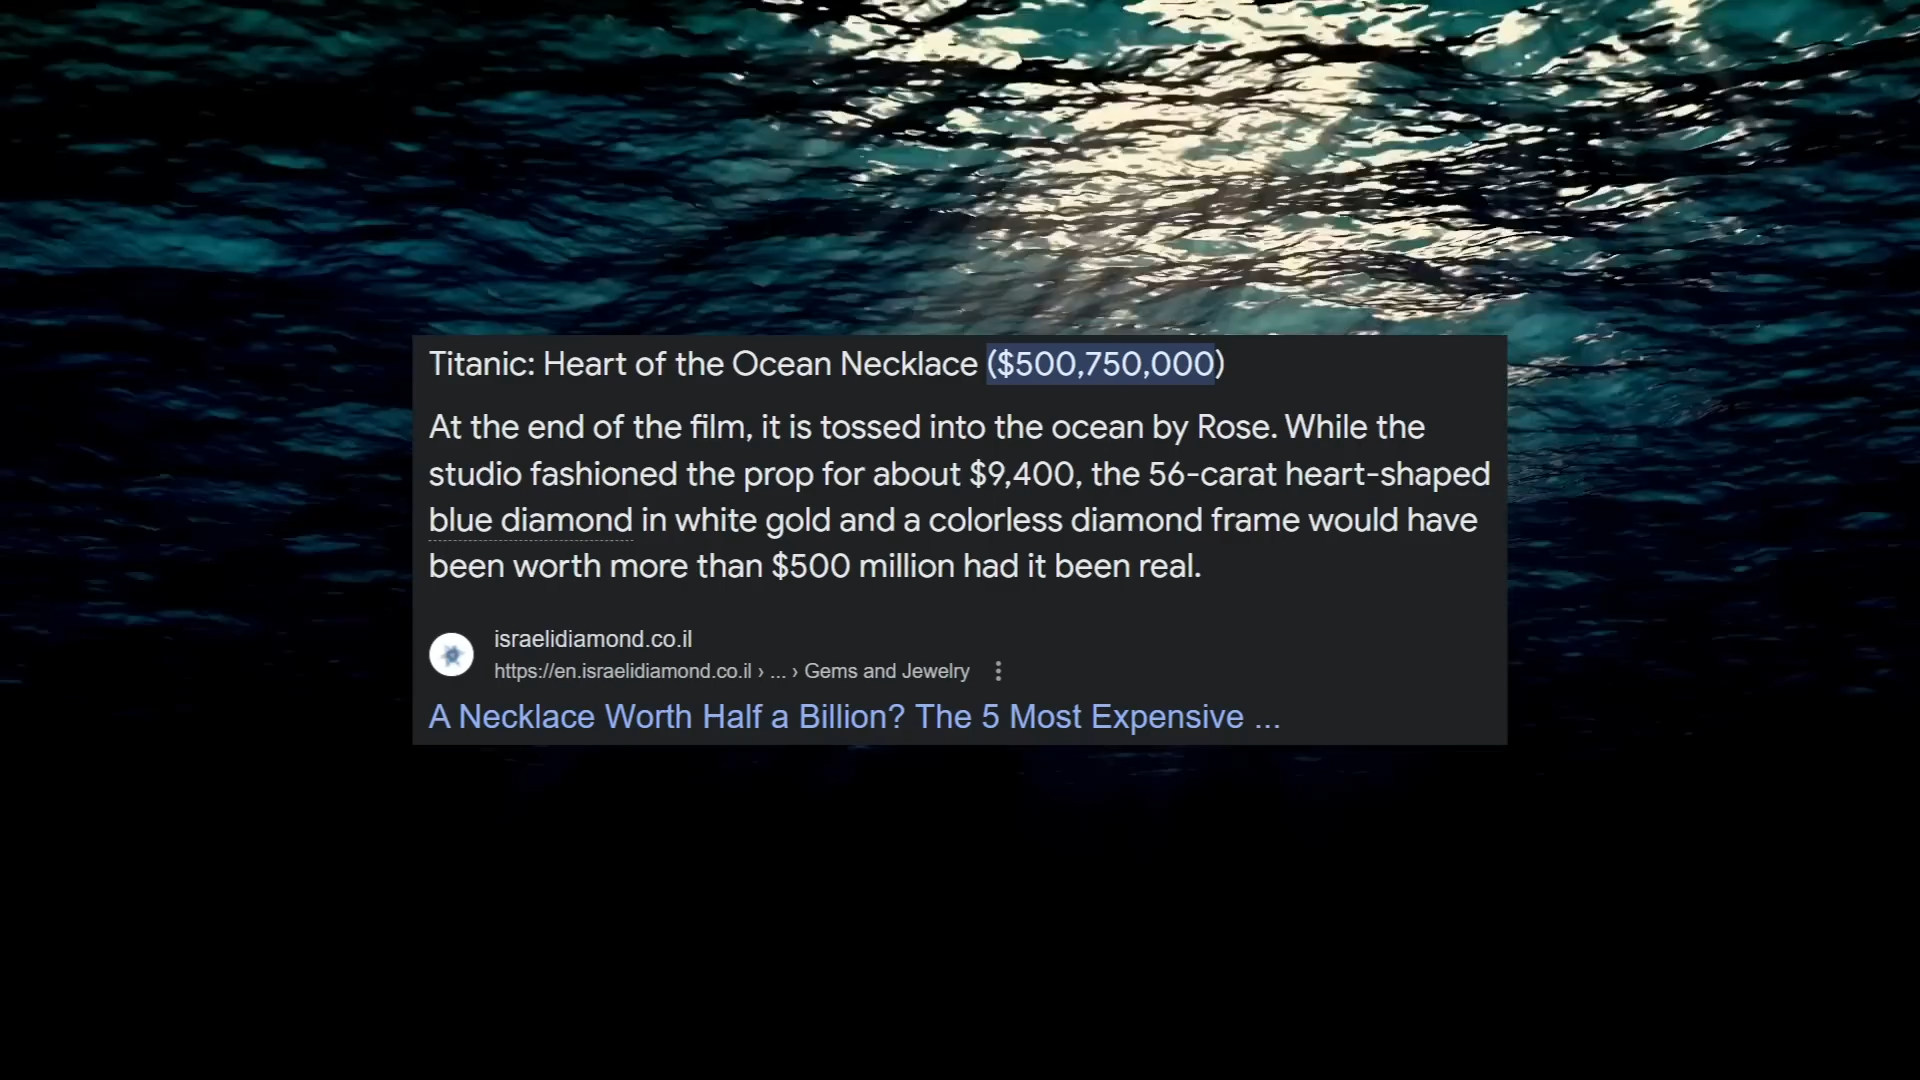 Titanic: Heart of the Ocean Necklace ($500,750,000)
At the end of the film, it is tossed into the ocean by Rose. While the
studio fashioned the prop for about $9,400, the 56-carat heart-shaped
blue diamond in white gold and a colorless diamond frame would have
been worth more than $500 million had it been real.
israelidiamond.co.il
https://en.israelidiamond.co.il › ... › Gems and Jewelry
A Necklace Worth Half a Billion? The 5 Most Expensive ...